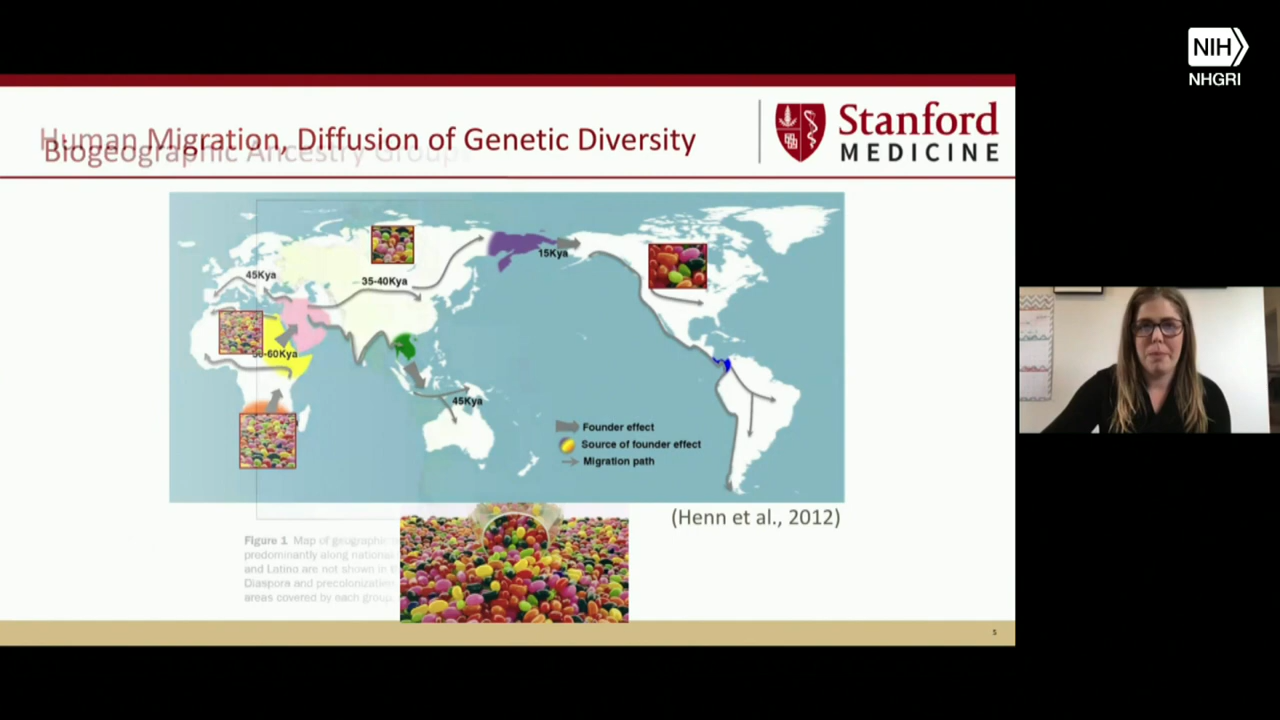 NIH
NHGRI
Human Migration, Diffusion of Genetic Diversity
Biogeographic Ancestry Groups
Stanford
MEDICINE
45Kya
35-40Kya
15Kya
-60Kya
45Kya
Founder effect
Source of founder effect
Migration path
(Henn et al., 2012)
Figure 1 Map of geographic
predominantly along national
and Latino are not shown in
Diaspora and precolonization
areas covered by each group.
5